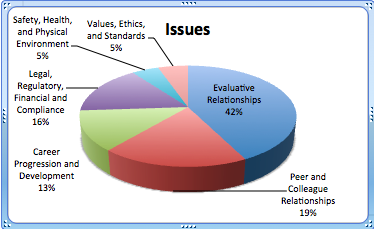 Issues
Safety, Health,
and Physical
Environment
5%
Values, Ethics,
and Standards
5%
Legal,
Regulatory,
Financial and
Compliance
16%
Evaluative
Relationships
42%
Career
Progression and
Development
13%
Peer and
Colleague
Relationships
19%